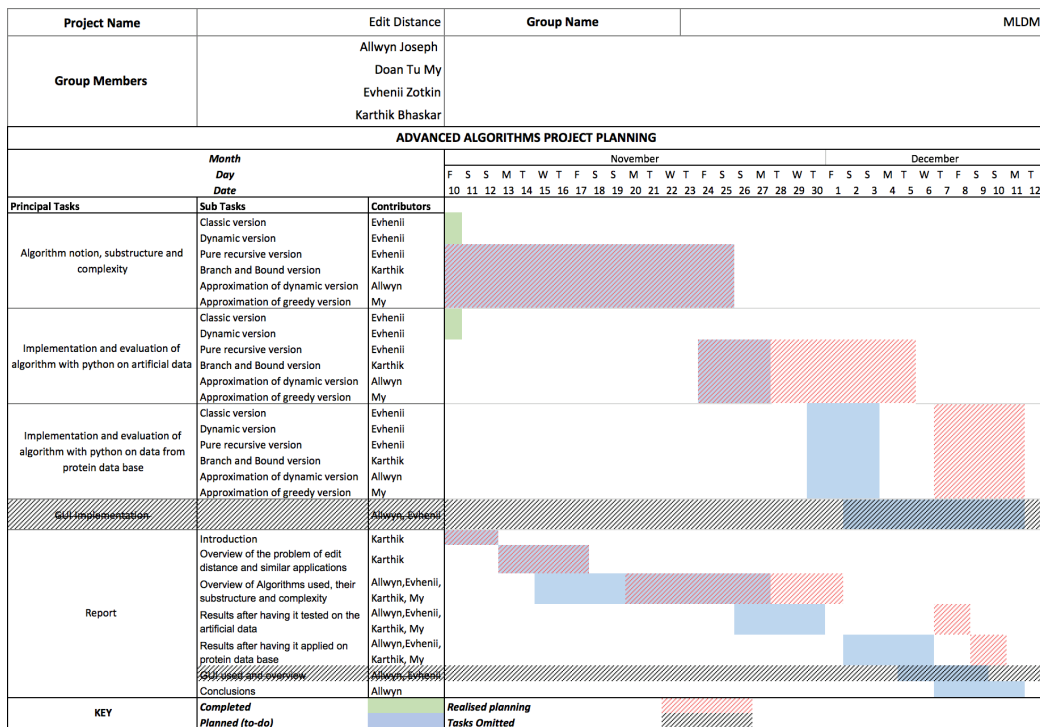 Project Name Edit Distance Group Name MLDM
Group Members
Allwyn Joseph
Doan Tu My
Evhenii Zotkin
Karthik Bhaskar
ADVANCED ALGORITHMS PROJECT PLANNING
Month November December
Day F S S M T W T F S S M T W T F S S M T W T F S S M T W T F S S M T
Date 10 11 12 13 14 15 16 17 18 19 20 21 22 23 24 25 26 27 28 29 30 1 2 3 4 5 6 7 8 9 10 11 12
Principal Tasks Sub Tasks Contributors
Algorithm notion, substructure and
complexity
Classic version Evhenii
Dynamic version Evhenii
Pure recursive version Evhenii
Branch and Bound version Karthik
Approximation of dynamic version Allwyn
Approximation of greedy version My
Implementation and evaluation of
algorithm with python on artificial data
Classic version Evhenii
Dynamic version Evhenii
Pure recursive version Evhenii
Branch and Bound version Karthik
Approximation of dynamic version Allwyn
Approximation of greedy version My
Implementation and evaluation of
algorithm with python on data from
protein data base
Classic version Evhenii
Dynamic version Evhenii
Pure recursive version Evhenii
Branch and Bound version Karthik
Approximation of dynamic version Allwyn
Approximation of greedy version My
GUI Implementation Allwyn, Evhenii
Report
Introduction Karthik
Overview of the problem of edit
distance and similar applications
Karthik
Overview of Algorithms used, their
substructure and complexity
Allwyn,Evhenii,
Karthik, My
Results after having it tested on the
artificial data
Allwyn,Evhenii,
Karthik, My
Results after having it applied on
protein data base
Allwyn,Evhenii,
Karthik, My
GUI used and overview Allwyn, Evhenii
Conclusions Allwyn
KEY
Completed Realised planning
Planned (to-do) Tasks Omitted